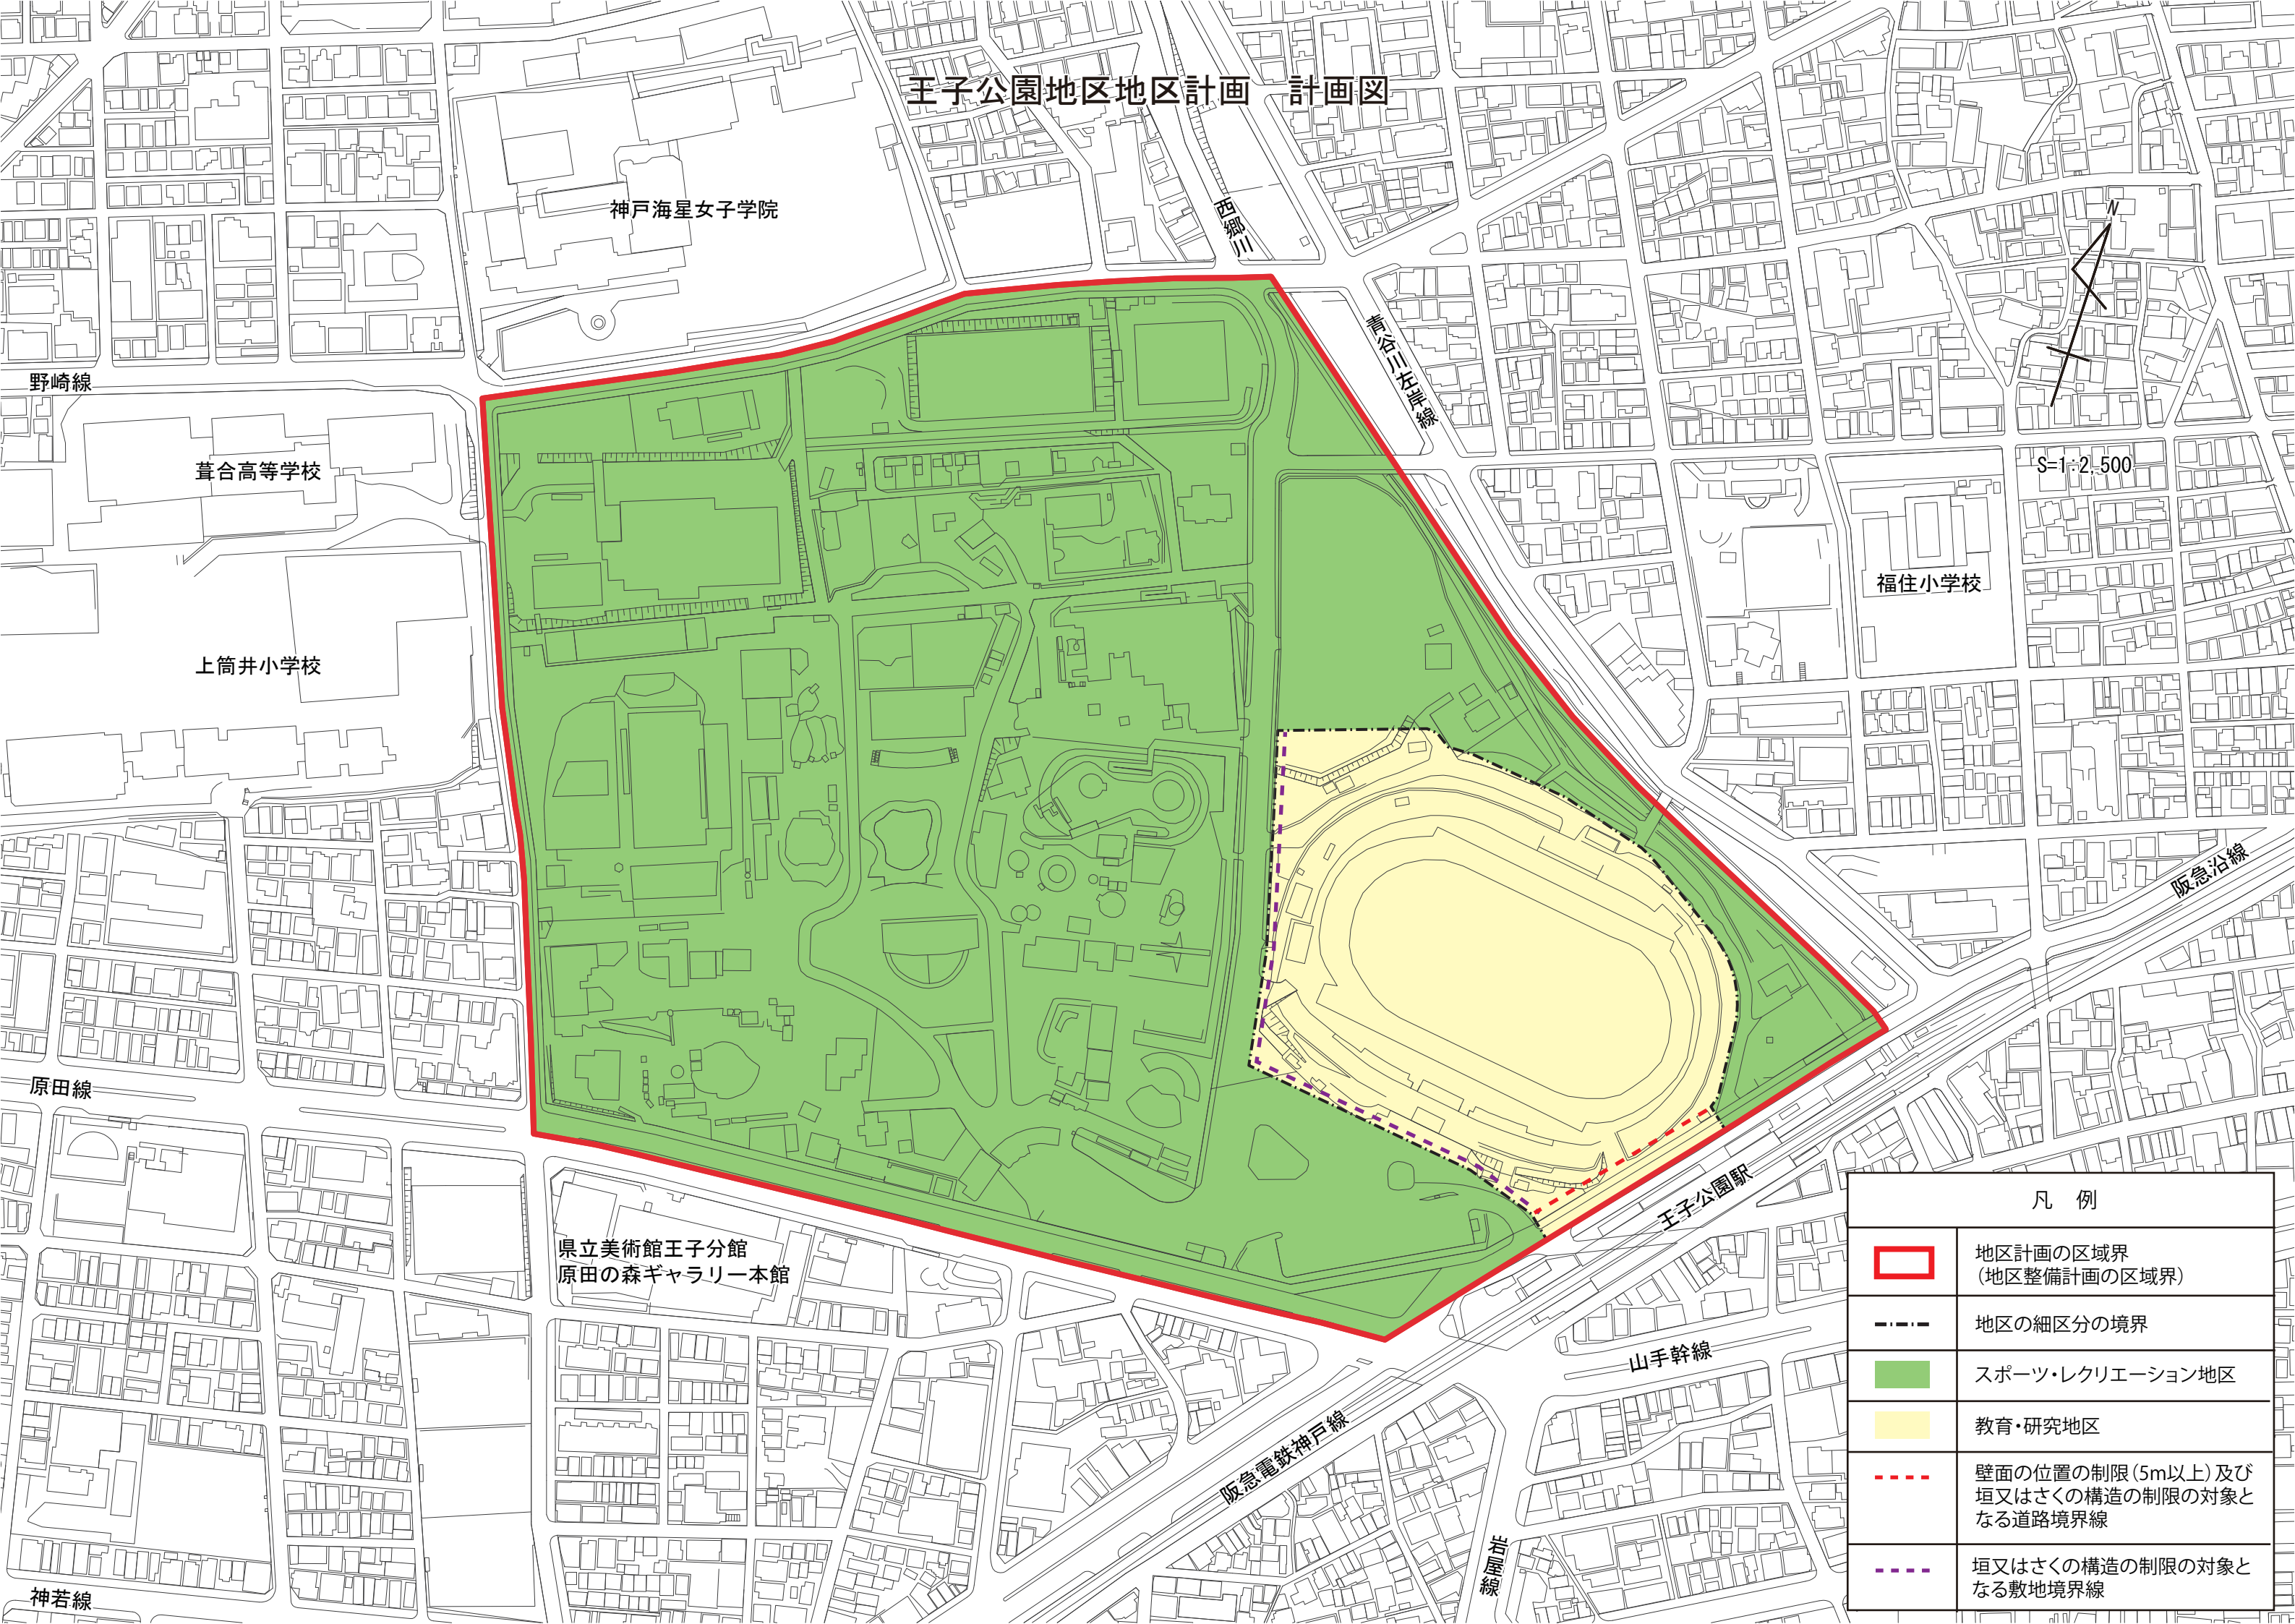 王子公園地区地区計画　計画図
神戸海星女子学院
西郷川
N
青谷川左岸線
野崎線
葺合高等学校
S=1:2,500
福住小学校
上筒井小学校
阪急沿線
原田線
王子公園駅
県立美術館王子分館
原田の森ギャラリー本館
山手幹線
阪急電鉄神戸線
岩屋線
神若線
凡　例
地区計画の区域界
（地区整備計画の区域界）
地区の細区分の境界
スポーツ・レクリエーション地区
教育・研究地区
壁面の位置の制限（5m以上）及び
垣又はさくの構造の制限の対象と
なる道路境界線
垣又はさくの構造の制限の対象と
なる敷地境界線